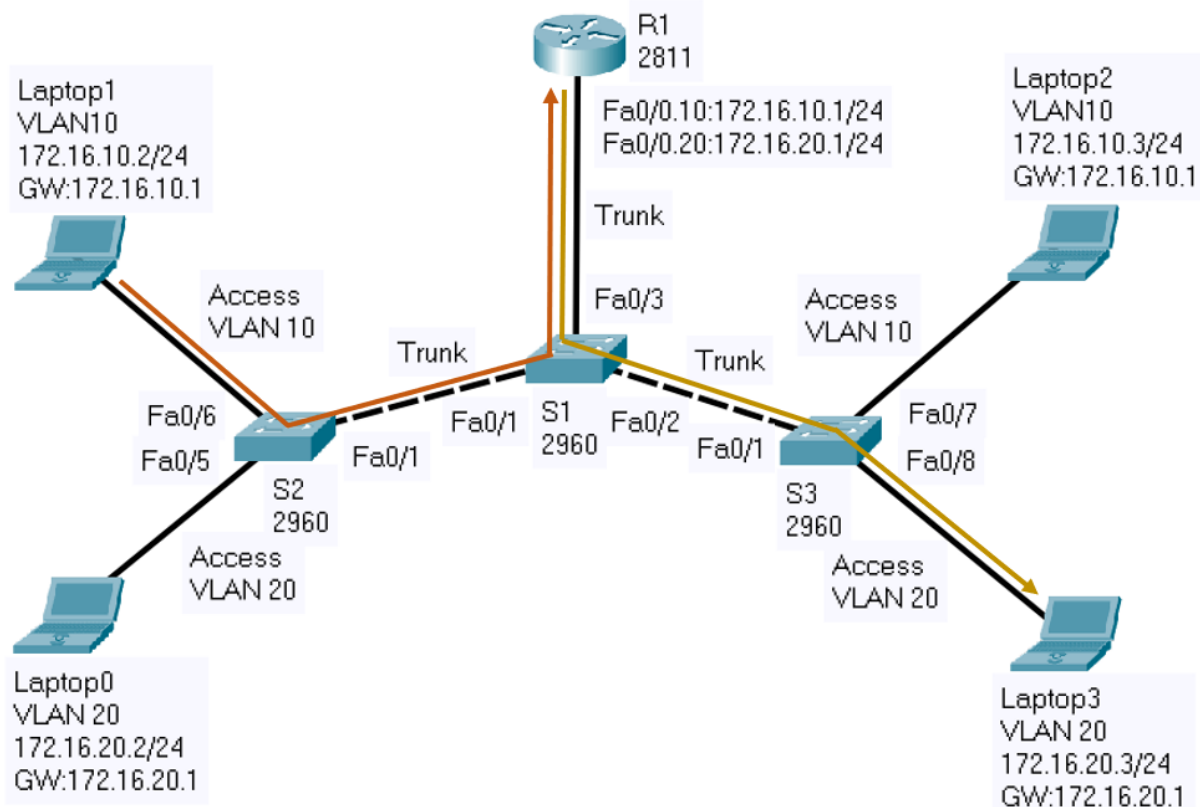 R1
2811
Fa0/0.10:172.16.10.1/24
Fa0/0.20:172.16.20.1/24
Laptop1
VLAN10
172.16.10.2/24
GW:172.16.10.1
Laptop2
VLAN10
172.16.10.3/24
GW:172.16.10.1
Trunk
Access
VLAN 10
Fa0/3
Access
VLAN 10
Trunk
Trunk
Fa0/6
Fa0/5
Fa0/1
Fa0/1
S1
2960
Fa0/2
Fa0/1
Fa0/7
Fa0/8
S2
2960
S3
2960
Access
VLAN 20
Access
VLAN 20
Laptop0
VLAN 20
172.16.20.2/24
GW:172.16.20.1
Laptop3
VLAN 20
172.16.20.3/24
GW:172.16.20.1